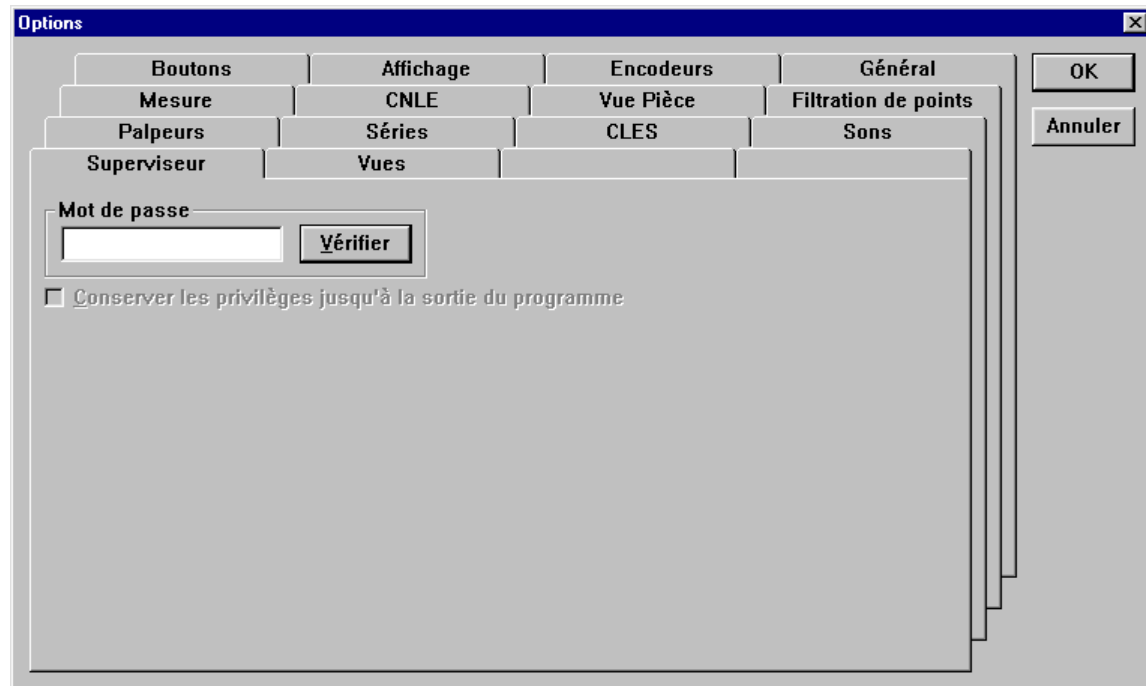 Options
Boutons Affichage Encodeurs Général
OK
Mesure CNLE Vue Pièce Filtration de points
Annuler
Palpeurs Séries CLES Sons
Superviseur Vues
Mot de passe
Vérifier
Conserver les privilèges jusqu'à la sortie du programme